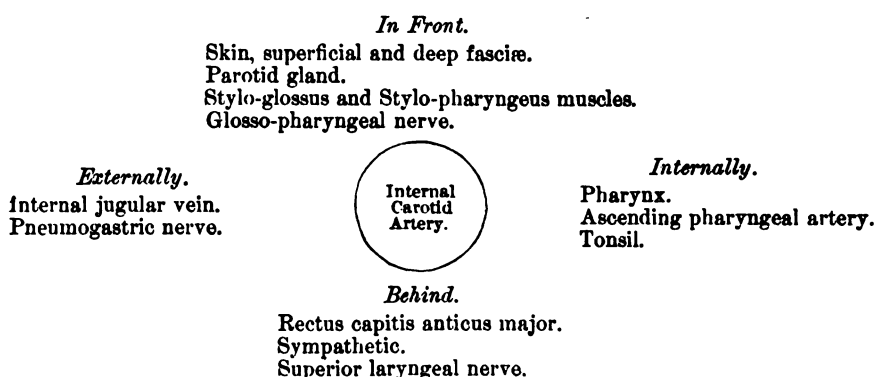 In Front.
Skin, superficial and deep fasciæ.
Parotid gland.
Stylo-glossus and Stylo-pharyngeus muscles.
Glosso-pharyngeal nerve.
Externally.
Internal jugular vein.
Pneumogastric nerve.
Internal
Carotid
Artery.
Internally.
Pharynx.
Ascending pharyngeal artery.
Tonsil.
Behind.
Rectus capitis anticus major.
Sympathetic.
Superior laryngeal nerve.